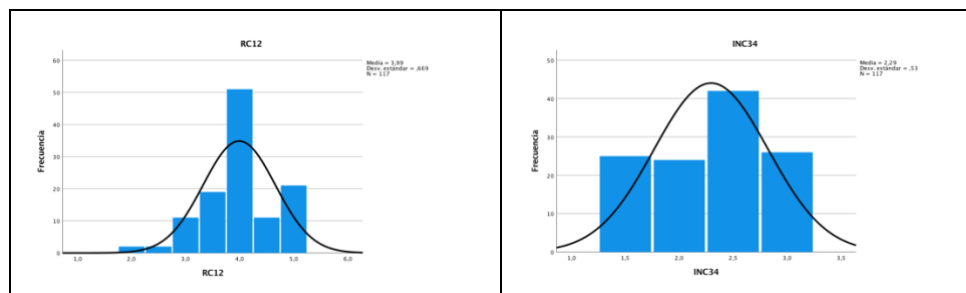 RC12
Media = 3,99
Desv. estándar = ,669
N = 117
60
50
40
30
20
10
0
Frecuencia
1,0 2,0 3,0 4,0 5,0 6,0
RC12
INC34
Media = 2,29
Desv. estándar = ,53
N = 117
50
40
30
20
10
0
Frecuencia
1,0 1,5 2,0 2,5 3,0 3,5
INC34